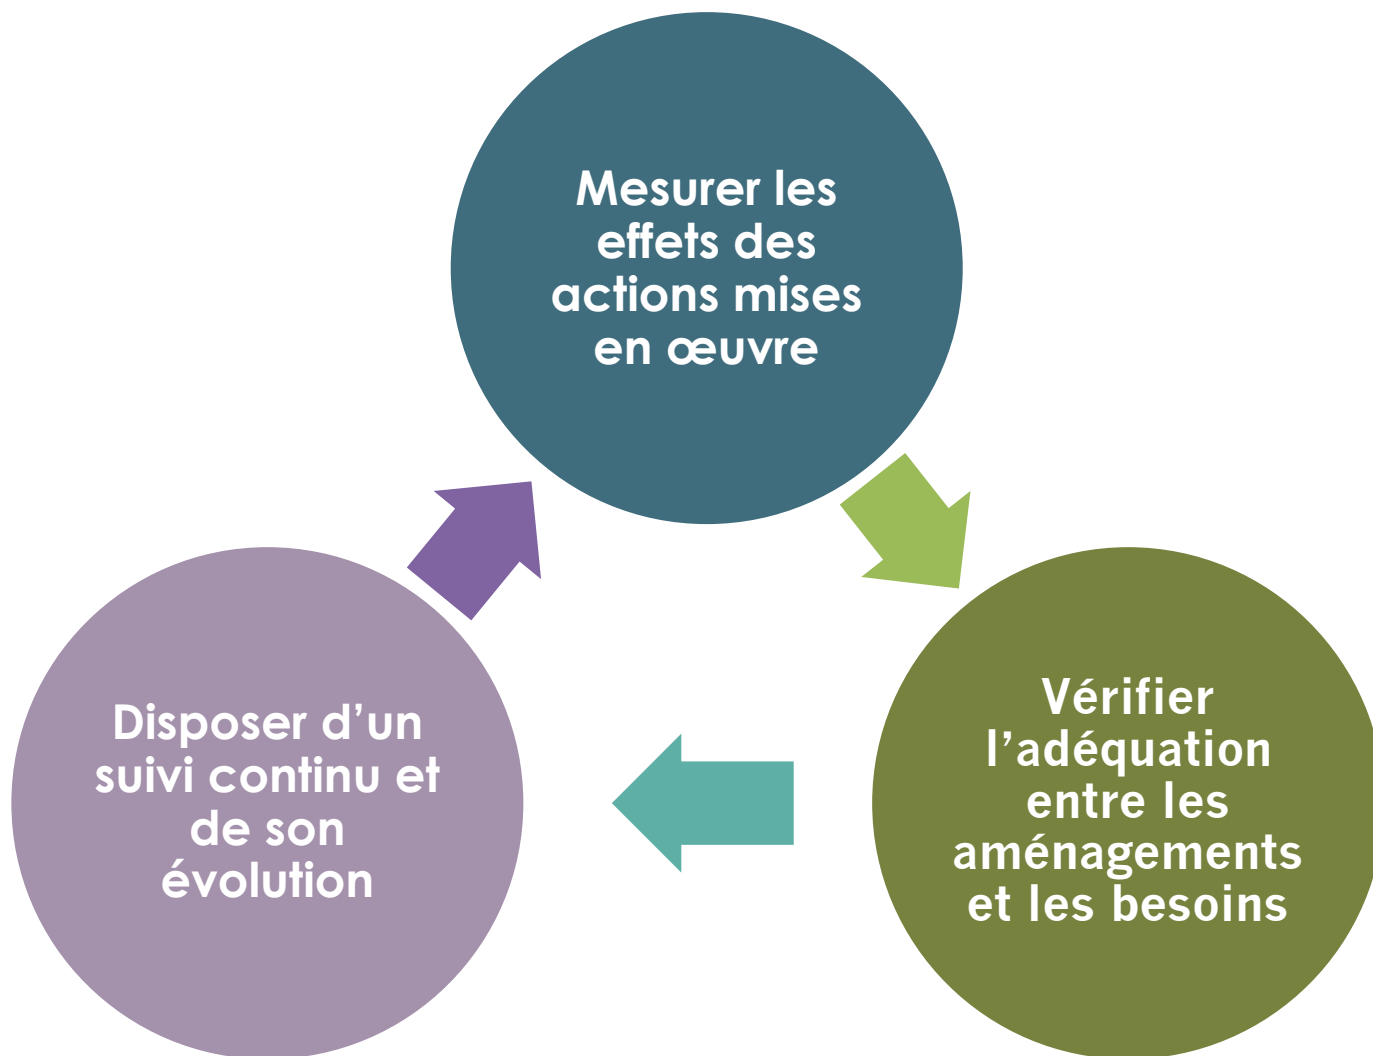 Mesurer les
effets des
actions mises
en œuvre
Vérifier
l’adéquation
entre les
aménagements
et les besoins
Disposer d’un
suivi continu et
de son
évolution